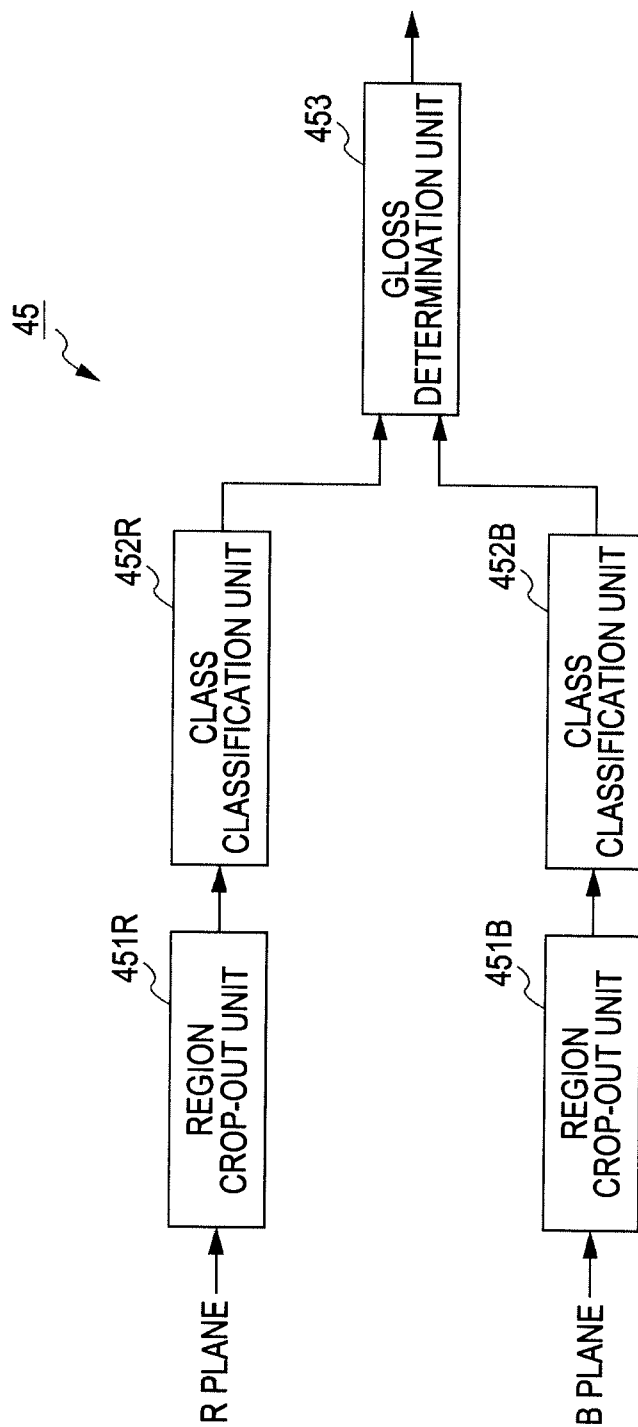 45
R PLANE
451R
REGION
CROP-OUT UNIT
452R
CLASS
CLASSIFICATION UNIT
453
GLOSS
DETERMINATION UNIT
B PLANE
451B
REGION
CROP-OUT UNIT
452B
CLASS
CLASSIFICATION UNIT